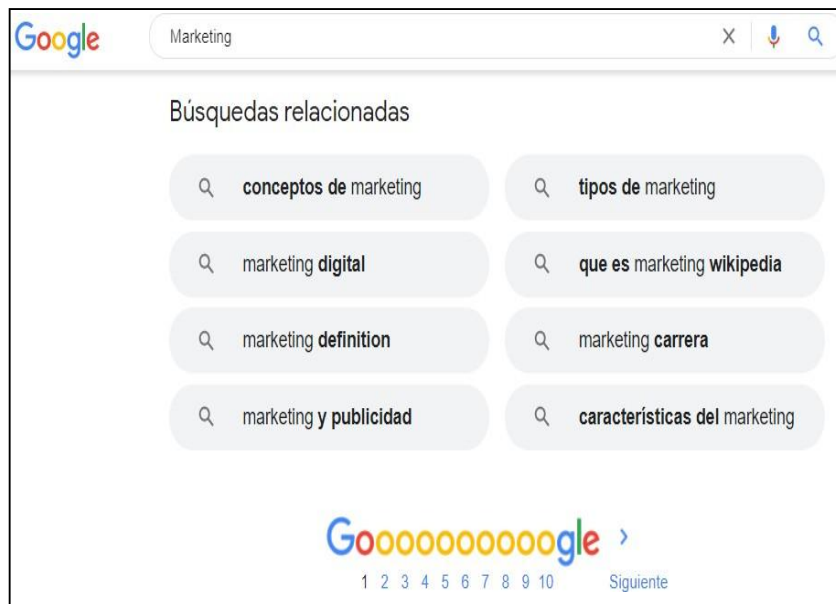 Google Marketing
Búsquedas relacionadas
conceptos de marketing
tipos de marketing
marketing digital
que es marketing wikipedia
marketing definition
marketing carrera
marketing y publicidad
características del marketing
Goooooooooogle
1 2 3 4 5 6 7 8 9 10 Siguiente